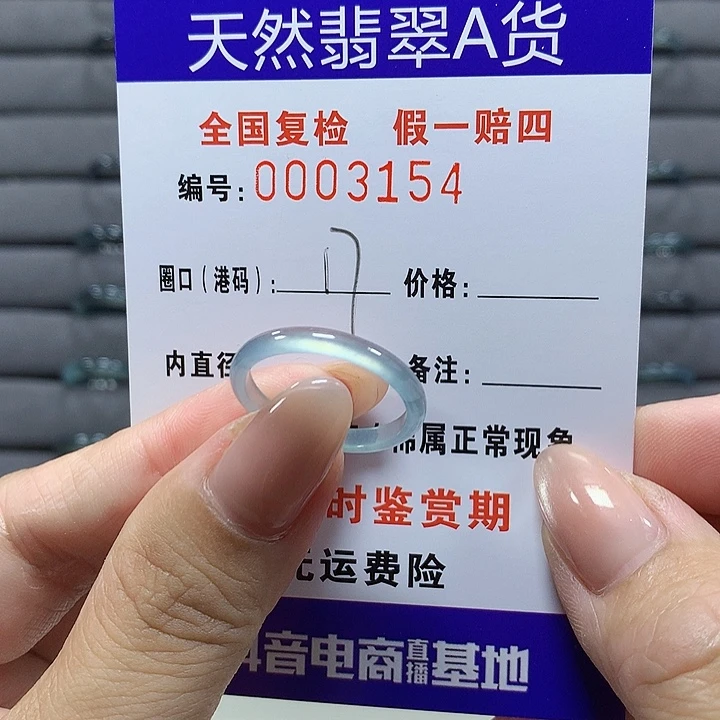 天然翡翠A货
全国复检 假一赔四
编号:0003154
圈口(港码): 17 价格:
内直径 备注:
属正常现象
时鉴赏期
运费险
音电商直播基地